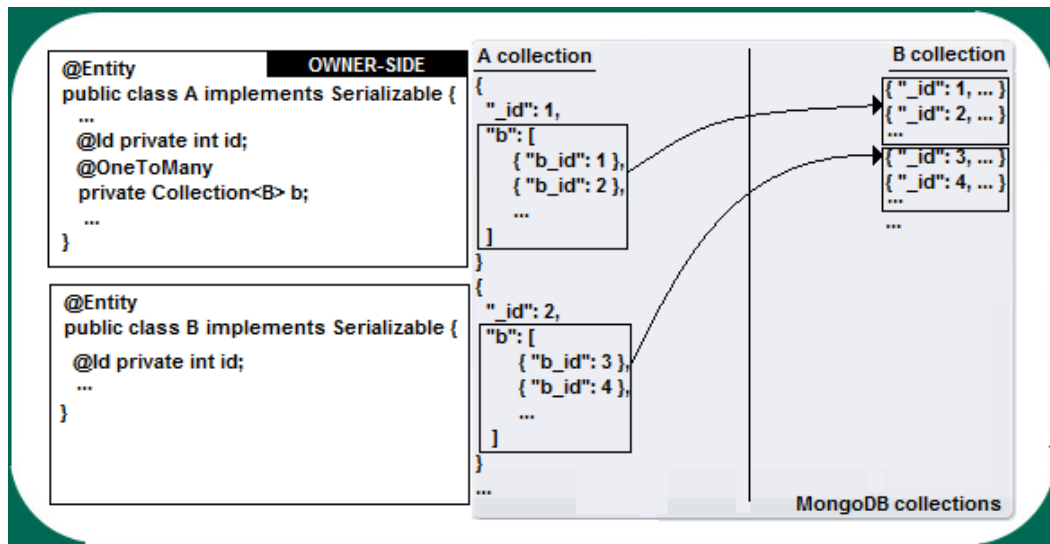 @Entity
OWNER-SIDE
public class A implements Serializable {
...
@Id private int id;
@OneToMany
private Collection<B> b;
...
}
@Entity
public class B implements Serializable {
@Id private int id;
...
}
A collection
{
"_id": 1,
"b": [
{ "b_id": 1 },
{ "b_id": 2 },
...
]
}
{
"_id": 2,
"b": [
{ "b_id": 3 },
{ "b_id": 4 },
...
]
}
...
B collection
{ "_id": 1, ... }
{ "_id": 2, ... }
...
{ "_id": 3, ... }
{ "_id": 4, ... }
...
...
MongoDB collections